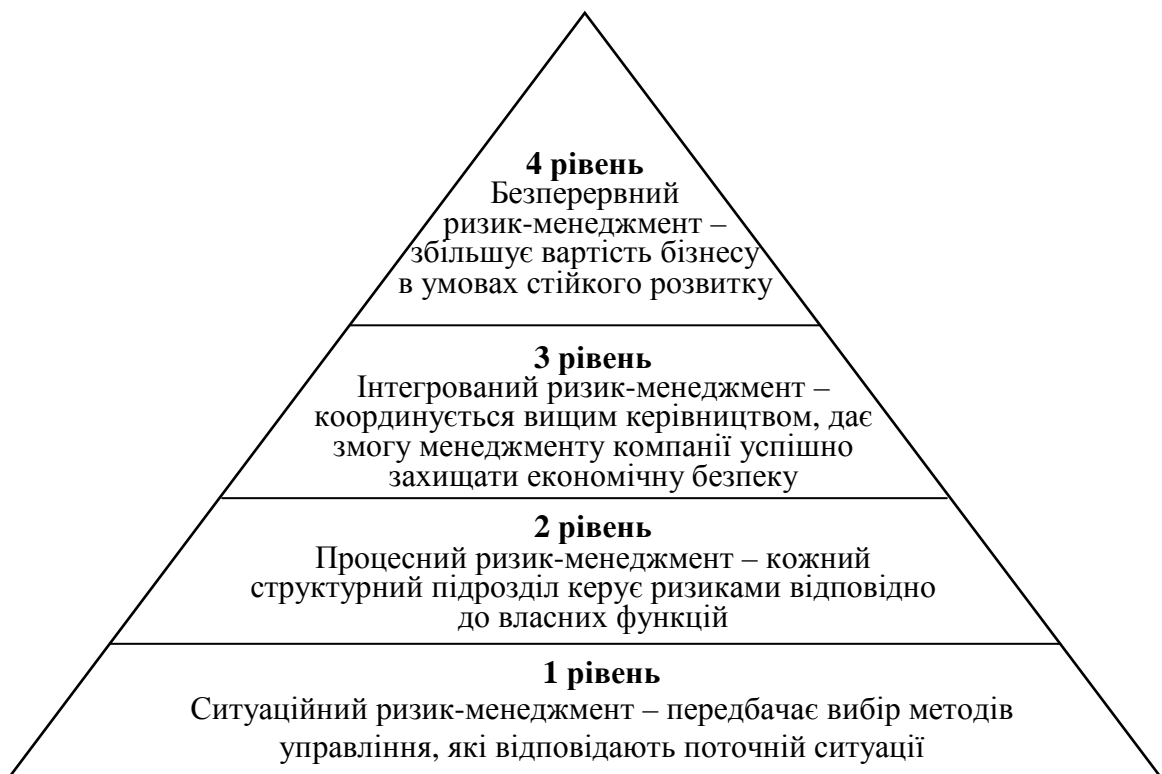 4 рівень
Безперервний
ризик-менеджмент –
збільшує вартість бізнесу
в умовах стійкого розвитку
3 рівень
Інтегрований ризик-менеджмент –
координується вищим керівництвом, дає
змогу менеджменту компанії успішно
захищати економічну безпеку
2 рівень
Процесний ризик-менеджмент – кожний
структурний підрозділ керує ризиками відповідно
до власних функцій
1 рівень
Ситуаційний ризик-менеджмент – передбачає вибір методів
управління, які відповідають поточній ситуації